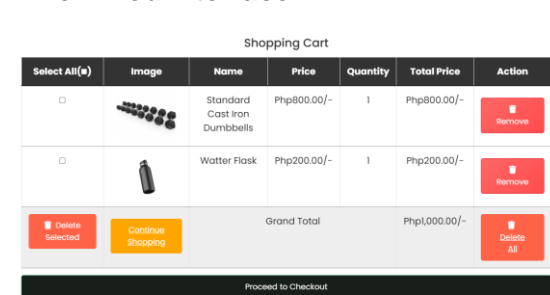 Shopping Cart
Select All(■) Image Name Price Quantity Total Price Action
Standard Cast Iron Dumbbells Php800.00/- 1 Php800.00/- Remove
Watter Flask Php200.00/- 1 Php200.00/- Remove
Delete Selected Continue Shopping Grand Total Php1,000.00/- Delete All
Proceed to Checkout